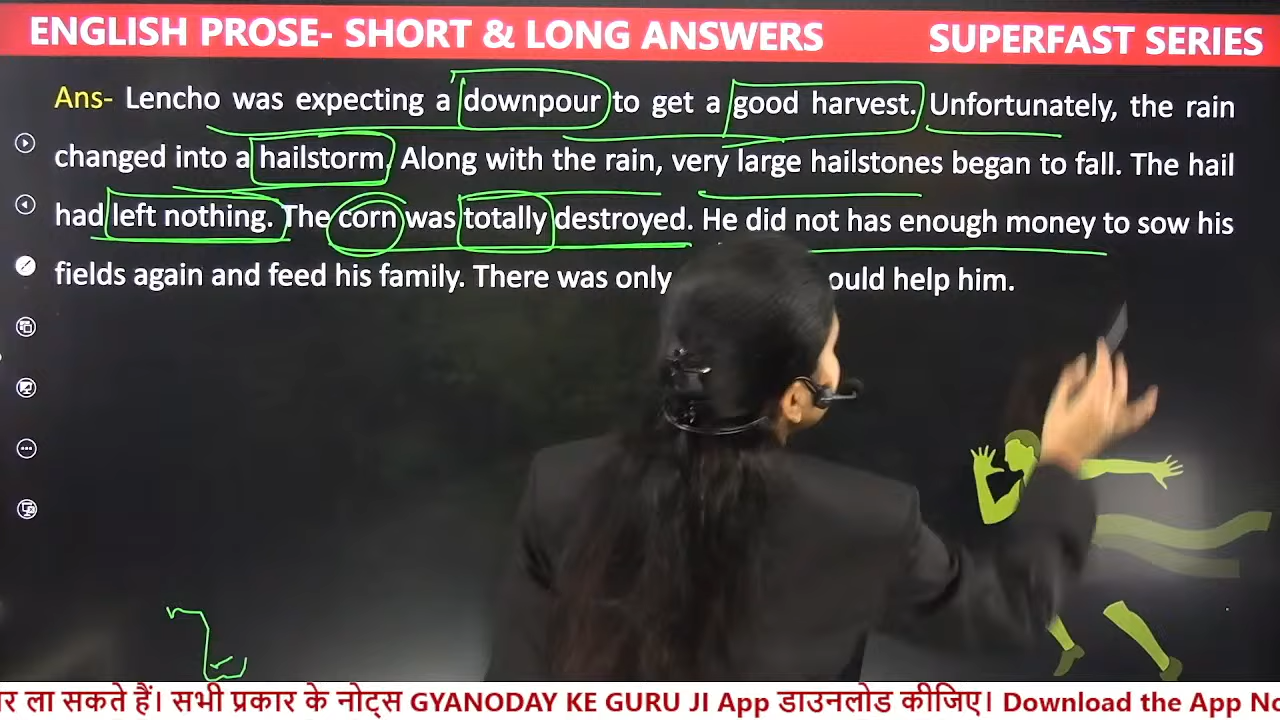 ENGLISH PROSE- SHORT & LONG ANSWERS
SUPERFAST SERIES
Ans- Lencho was expecting a downpour to get a good harvest. Unfortunately, the rain
changed into a hailstorm. Along with the rain, very large hailstones began to fall. The hail
had left nothing. The corn was totally destroyed. He did not has enough money to sow his
fields again and feed his family. There was only ould help him.
र ला सकते हैं। सभी प्रकार के नोट्स GYANODAY KE GURU JI App डाउनलोड कीजिए। Download the App No